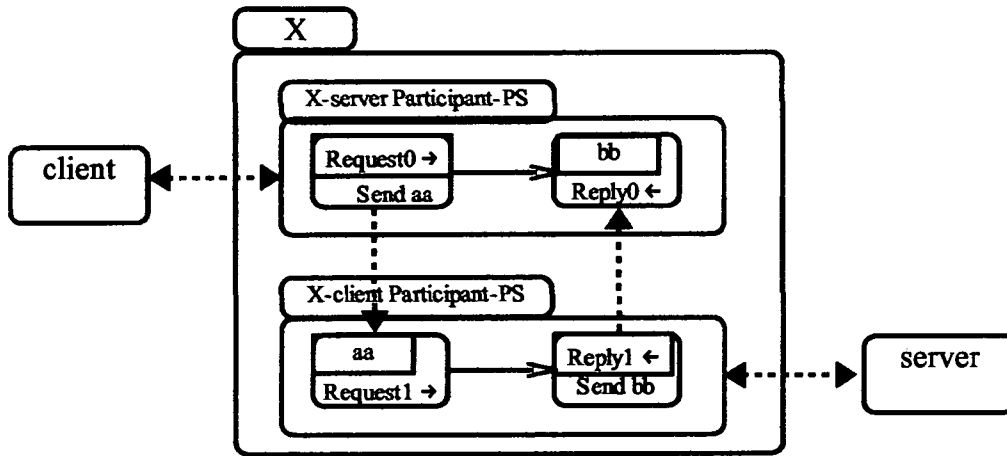 X
X-server Participant-PS
client
Request0 →
Send aa
bb
Reply0 ←
X-client Participant-PS
aa
Request1 →
Reply1 ←
Send bb
server